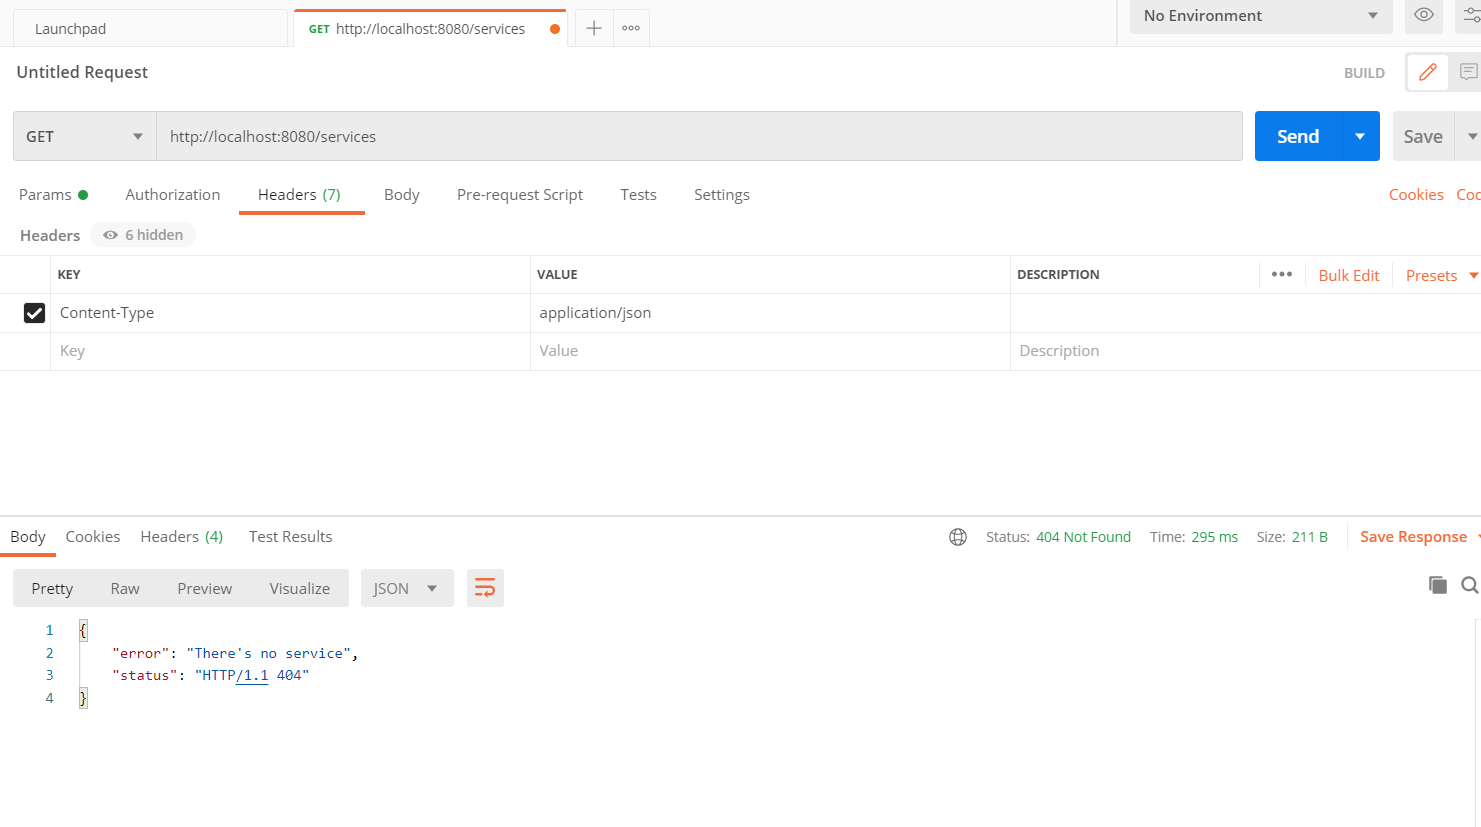 Launchpad
GET http://localhost:8080/services
No Environment
Untitled Request
BUILD
GET
http://localhost:8080/services
Send
Save
Params
Authorization
Headers (7)
Body
Pre-request Script
Tests
Settings
Cookies
Coc
Headers
6 hidden
KEY
VALUE
DESCRIPTION
Bulk Edit
Presets
Content-Type
application/json
Key
Value
Description
Body
Cookies
Headers (4)
Test Results
Status: 404 Not Found
Time: 295 ms
Size: 211 B
Save Response
Pretty
Raw
Preview
Visualize
JSON
1 {
2 "error": "There's no service",
3 "status": "HTTP/1.1 404"
4 }